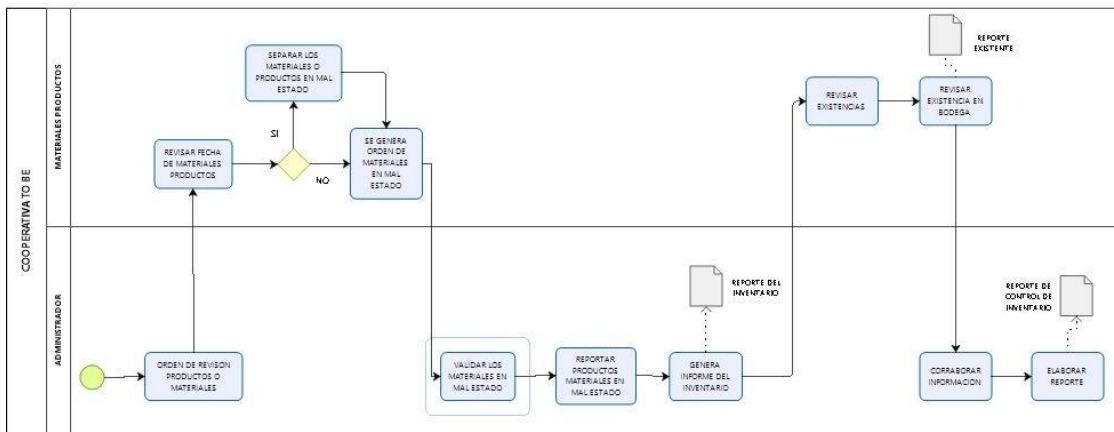 COOPERATIVA TO BE
MATERIALES PRODUCTOS
SEPARAR LOS
MATERIALES O
PRODUCTOS EN MAL
ESTADO
SI
REVISAR FECHA
DE MATERIALES
PRODUCTOS
NO
SE GENERA
ORDEN DE
MATERIALES
EN MAL
ESTADO
REVISAR
EXISTENCIAS
REPORTE
EXISTENTE
REVISAR
EXISTENCIA EN
BODEGA
ADMINISTRADOR
ORDEN DE REVISON
PRODUCTOS O
MATERIALES
VALIDAR LOS
MATERIALES EN
MAL ESTADO
REPORTAR
PRODUCTOS
MATERIALES EN
MAL ESTADO
REPORTE DEL
INVENTARIO
GENERA
INFORME DEL
INVENTARIO
CORRABORAR
INFORMACION
REPORTE DE
CONTROL DE
INVENTARIO
ELABORAR
REPORTE